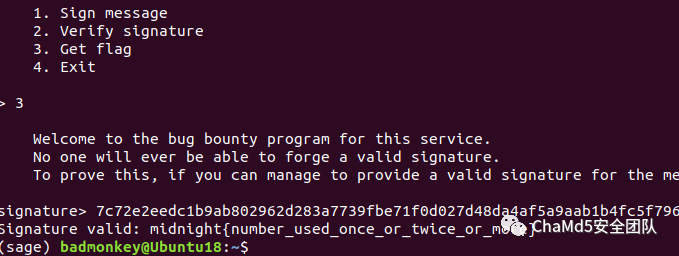 1. Sign message
2. Verify signature
3. Get flag
4. Exit
> 3
Welcome to the bug bounty program for this service.
No one will ever be able to forge a valid signature.
To prove this, if you can manage to provide a valid signature for the me
signature> 7c72e2eedc1b9ab802962d283a7739fbe71f0d027d48da4af5a9aab1b4fc5f796
Signature valid: midnight{number_used_once_or_twice_or_mo
ChaMd5安全团队
(sage) badmonkey@Ubuntu18:~$